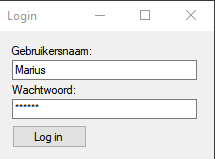 Login
Gebruikersnaam:
Marius
Wachtwoord:
******
Log in